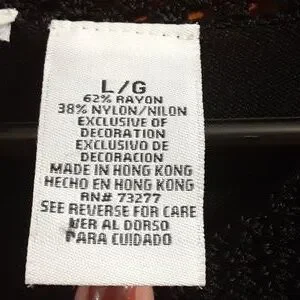 L/G
62% RAYON
38% NYLON/NILON
EXCLUSIVE OF
DECORATION
EXCLUSIVO DE
DECORACION
MADE IN HONG KONG
HECHO EN HONG KONG
RN# 73277
SEE REVERSE FOR CARE
VER AL DORSO
PARA CUIDADO